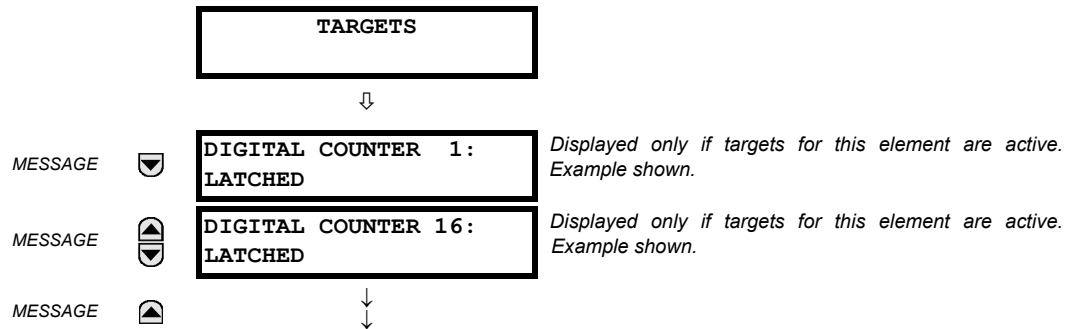 TARGETS
⇩
MESSAGE
DIGITAL COUNTER 1:
LATCHED
Displayed only if targets for this element are active.
Example shown.
MESSAGE
DIGITAL COUNTER 16:
LATCHED
Displayed only if targets for this element are active.
Example shown.
MESSAGE
↓
↓